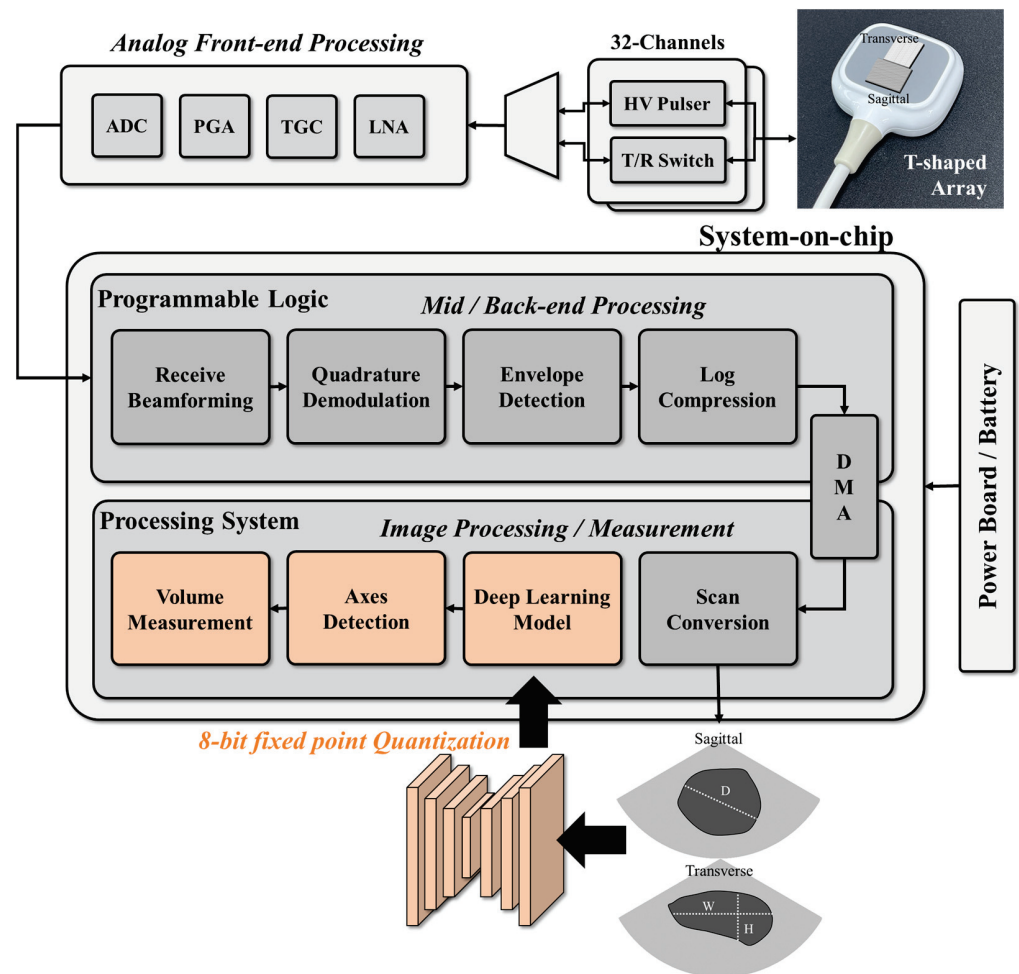 Analog Front-end Processing
ADC
PGA
TGC
LNA
32-Channels
HV Pulser
T/R Switch
Transverse
Sagittal
T-shaped
Array
System-on-chip
Programmable Logic
Mid / Back-end Processing
Receive
Beamforming
Quadrature
Demodulation
Envelope
Detection
Log
Compression
D
M
A
Processing System
Image Processing / Measurement
Volume
Measurement
Axes
Detection
Deep Learning
Model
Scan
Conversion
Power Board / Battery
8-bit fixed point Quantization
Sagittal
D
Transverse
W
H